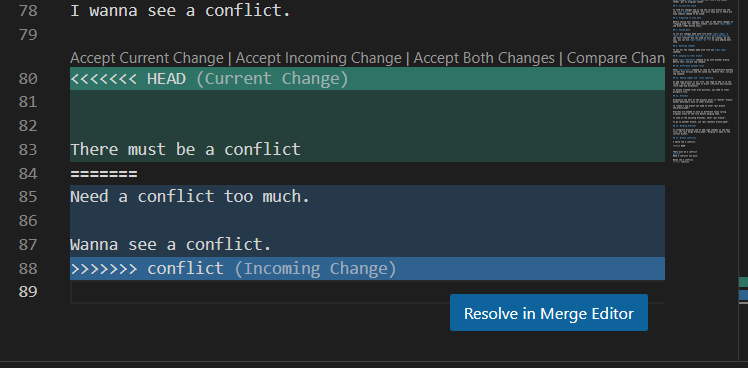 78 I wanna see a conflict.
79
Accept Current Change | Accept Incoming Change | Accept Both Changes | Compare Chan
80 <<<<<<< HEAD (Current Change)
81
82
83 There must be a conflict
84 =======
85 Need a conflict too much.
86
87 Wanna see a conflict.
88 >>>>>>> conflict (Incoming Change)
89
Resolve in Merge Editor